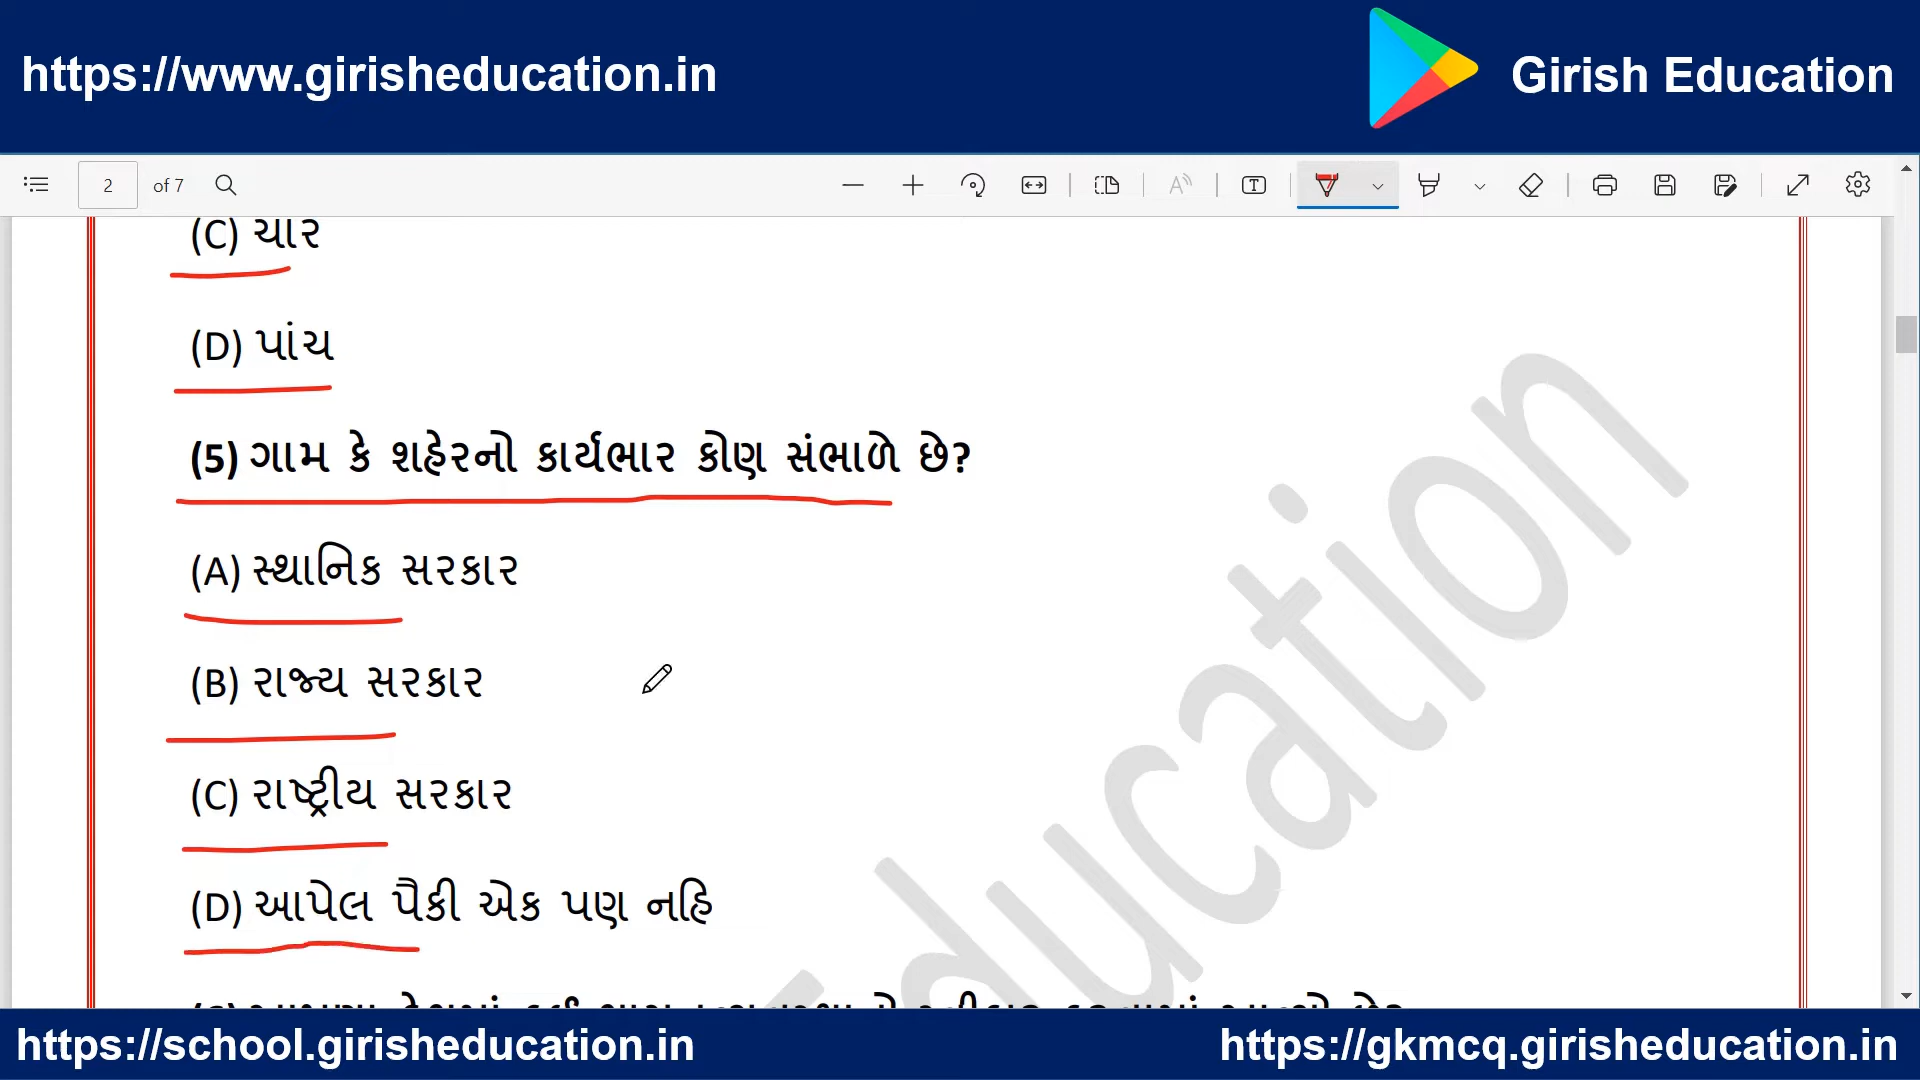 https://www.girisheducation.in
Girish Education
2 of 7
(C) ચાર
(D) પાંચ
(5) ગામ કે શહેરનો કાર્યભાર કોણ સંભાળે છે?
(A) સ્થાનિક સરકાર
(B) રાજ્ય સરકાર
(C) રાષ્ટ્રીય સરકાર
(D) આપેલ પૈકી એક પણ નહિ
Education
https://school.girisheducation.in
https://gkmcq.girisheducation.in